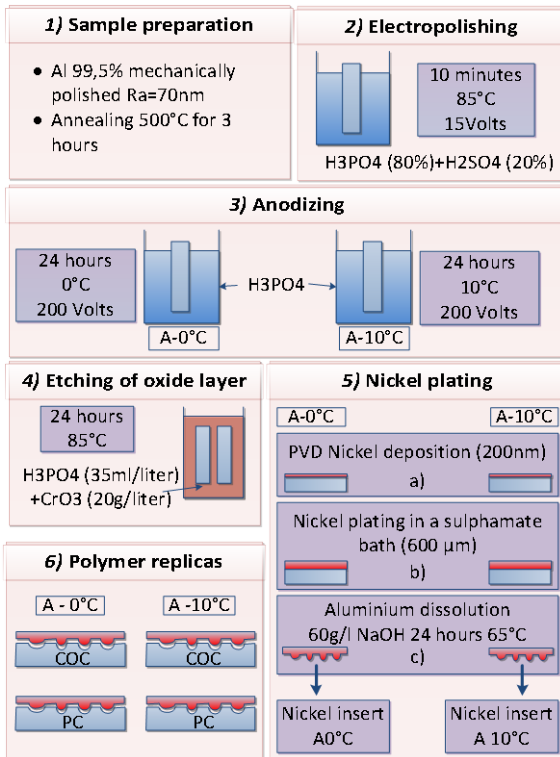 1) Sample preparation
• Al 99,5% mechanically
polished Ra=70nm
• Annealing 500°C for 3
hours
2) Electropolishing
10 minutes
85°C
15Volts
H3PO4 (80%)+H2SO4 (20%)
3) Anodizing
24 hours
0°C
200 Volts
H3PO4
24 hours
10°C
200 Volts
A-0°C
A-10°C
4) Etching of oxide layer
24 hours
85°C
H3PO4 (35ml/liter)
+CrO3 (20g/liter)
5) Nickel plating
A-0°C
A-10°C
PVD Nickel deposition (200nm)
a)
Nickel plating in a sulphamate
bath (600 µm)
b)
Aluminium dissolution
60g/l NaOH 24 hours 65°C
c)
Nickel insert
A0°C
Nickel insert
A 10°C
6) Polymer replicas
A - 0°C
A -10°C
COC
COC
PC
PC